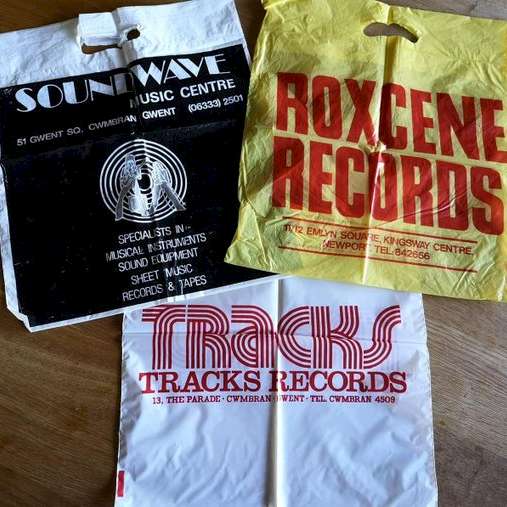 SOUNDWAVE
MUSIC CENTRE
51 GWENT SQ. CWMBRAN, GWENT (06333) 2501
SPECIALISTS IN
MUSICAL INSTRUMENTS
SOUND EQUIPMENT
SHEET MUSIC
RECORDS & TAPES
ROXCENE
RECORDS
11/12 EMLYN SQUARE, KINGSWAY CENTRE,
NEWPORT. TEL: 842656
TRACKS
TRACKS RECORDS
13, THE PARADE · CWMBRAN · GWENT · TEL. CWMBRAN 4509